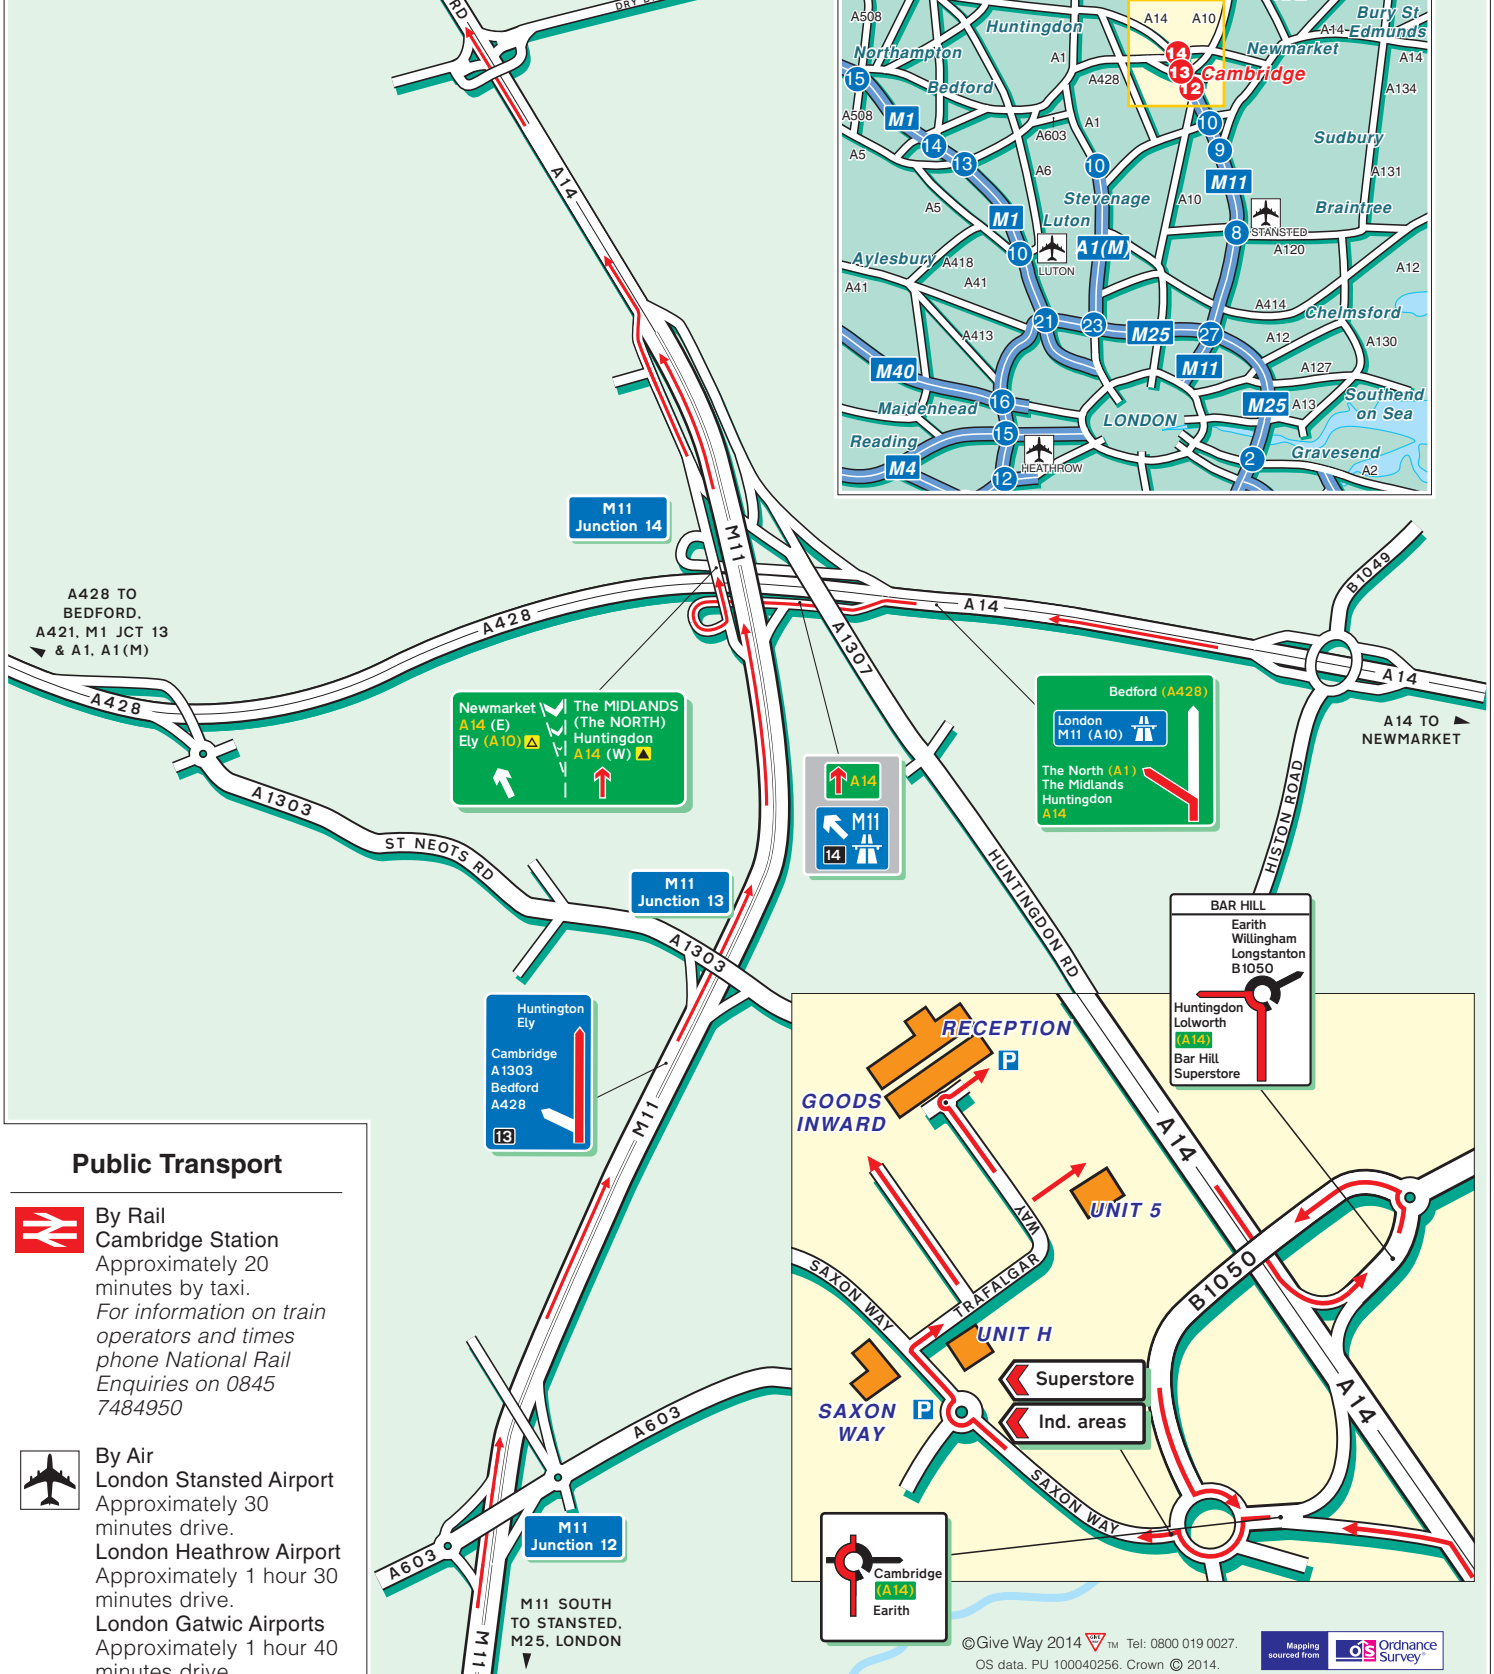 RD
A14
A508
Huntingdon
A14
A10
Bury St
Edmunds
A14
Northampton
A1
14
Newmarket
A14
15
13
Cambridge
A428
12
Bedford
A134
A508
M1
A603
A1
10
Sudbury
14
A5
13
9
A6
10
A131
M11
Stevenage
A10
A5
M1
Luton
Braintree
10
A1(M)
8
STANSTED
Aylesbury
A418
LUTON
A120
A12
A41
A41
A414
21
23
M25
27
Chelmsford
A413
A12
A130
M40
M11
A127
16
M25
A13
Southend
on Sea
Maidenhead
LONDON
Reading
15
M4
HEATHROW
2
Gravesend
12
A2
M11
Junction 14
M11
B1049
A428 TO
BEDFORD,
A421, M1 JCT 13
& A1, A1(M)
A428
A14
A1307
A14
A428
A14 TO
NEWMARKET
Newmarket
A14 (E)
Ely (A10)
The MIDLANDS
(The NORTH)
Huntingdon
A14 (W)
Bedford (A428)
London
M11 (A10)
The North (A1)
The Midlands
Huntingdon
A14
A14
M11
14
HISTON ROAD
A1303
ST NEOTS RD
M11
Junction 13
HUNTINGDON RD
A1303
BAR HILL
Earith
Willingham
Longstanton
B1050
Huntingdon
Lolworth
(A14)
Bar Hill
Superstore
Huntington
Ely
Cambridge
A1303
Bedford
A428
13
M11
RECEPTION
P
GOODS
INWARD
A14
UNIT 5
WAY
TRAFALGAR
SAXON WAY
B1050
UNIT H
Superstore
Ind. areas
A14
SAXON
WAY
P
SAXON WAY
Cambridge
(A14)
Earith
Public Transport
By Rail
Cambridge Station
Approximately 20
minutes by taxi.
For information on train
operators and times
phone National Rail
Enquiries on 0845
7484950
By Air
London Stansted Airport
Approximately 30
minutes drive.
London Heathrow Airport
Approximately 1 hour 30
minutes drive.
London Gatwic Airports
Approximately 1 hour 40
minutes drive
A603
M11
Junction 12
A603
M11 SOUTH
TO STANSTED,
M25, LONDON
M11
©Give Way 2014 GIVE WAY TM Tel: 0800 019 0027.
OS data. PU 100040256. Crown © 2014.
Mapping
sourced from
OS Ordnance
Survey®